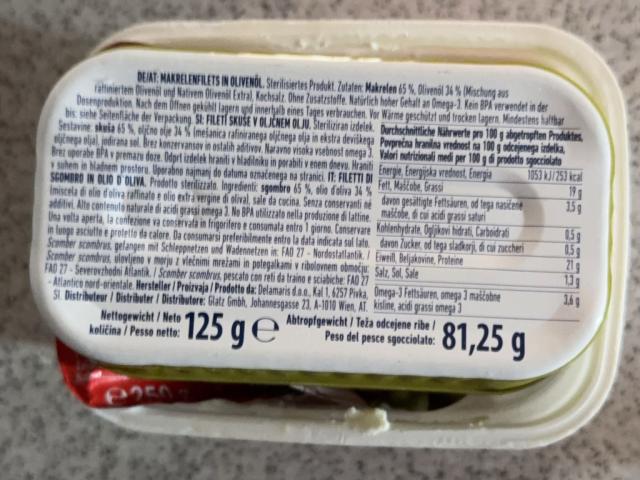 DE/AT: MAKRELENFILETS IN OLIVENÖL. Sterilisiertes Produkt. Zutaten: Makrelen 65 %, Olivenöl 34 % (Mischung aus
raffiniertem Olivenöl und Nativem Olivenöl Extra), Kochsalz. Ohne Zusatzstoffe. Natürlich hoher Gehalt an Omega-3. Kein BPA verwendet in der
Dosenproduktion. Nach dem Öffnen gekühlt lagern und innerhalb eines Tages verbrauchen. Vor Wärme geschützt und trocken lagern. Mindestens haltbar
bis: siehe Seitenfläche der Verpackung. SI: FILETI SKUŠE V OLJČNEM OLJU. Steriliziran izdelek.
Sestavine: skuša 65 %, oljčno olje 34 % (mešanica rafiniranega oljčnega olja in ekstra deviškega
oljčnega olja), jodirana sol. Brez konzervansov in ostalih aditivov. Naravno visoka vsebnost omega 3.
Brez uporabe BPA v premazu doze. Odprt izdelek hraniti v hladilniku in porabiti v enem dnevu. Hraniti
v suhem in hladnem prostoru. Uporabno najmanj do datuma označenega na stranici. IT: FILETTI DI
SGOMBRO IN OLIO D'OLIVA. Prodotto sterilizzato. Ingredienti: sgombro 65 %, olio d'oliva 34 %
(miscela di olio d'oliva raffinato e olio extra vergine di oliva), sale da cucina. Senza conservanti né
additivi. Alto contenuto naturale di acidi grassi omega 3. No BPA utilizzato nella produzione di lattine.
Una volta aperta, la confezione va conservata in frigorifero e consumata entro 1 giorno. Conservare
in luogo asciutto e protetto da calore. Da consumarsi preferibilmente entro la data indicata sul lato.
Scomber scombrus, gefangen mit Schleppnetzen und Wadennetzen in: FAO 27 - Nordostatlantik. /
Scomber scombrus, ulovljeno v morju z vlečnimi mrežami in potegalkami v ribolovnem območju:
FAO 27 - Severovzhodni Atlantik. / Scomber scombrus, pescato con reti da traino e sciabiche: FAO 27
- Atlantico nord-orientale. Hersteller / Proizvaja / Prodotto da: Delamaris d.o.o., Kal 1, 6257 Pivka,
SI. Distributeur / Distributer / Distributore: Glatz Gmbh, Johannesgasse 23, A-1010 Wien, AT.
Durchschnittliche Nährwerte pro 100 g abgetropften Produktes,
Povprečna hranilna vrednost na 100 g odcejenega izdelka,
Valori nutrizionali medi per 100 g di prodotto sgocciolato
Energie, Energijska vrednost, Energia 1053 kJ/253 kcal
Fett, Maščobe, Grassi 19 g
davon gesättigte Fettsäuren, od tega nasičene 3,5 g
maščobe, di cui acidi grassi saturi
Kohlenhydrate, Ogljikovi hidrati, Carboidrati 0,5 g
davon Zucker, od tega sladkorji, di cui zuccheri 0,5 g
Eiweiß, Beljakovine, Proteine 21 g
Salz, Sol, Sale 1,3 g
Omega-3 Fettsäuren, omega 3 maščobne 3,6 g
kisline, acidi grassi omega 3
Nettogewicht / Neto
količina / Peso netto: 125 g e
Abtropfgewicht / Teža odcejene ribe /
Peso del pesce sgocciolato: 81,25 g
e 250